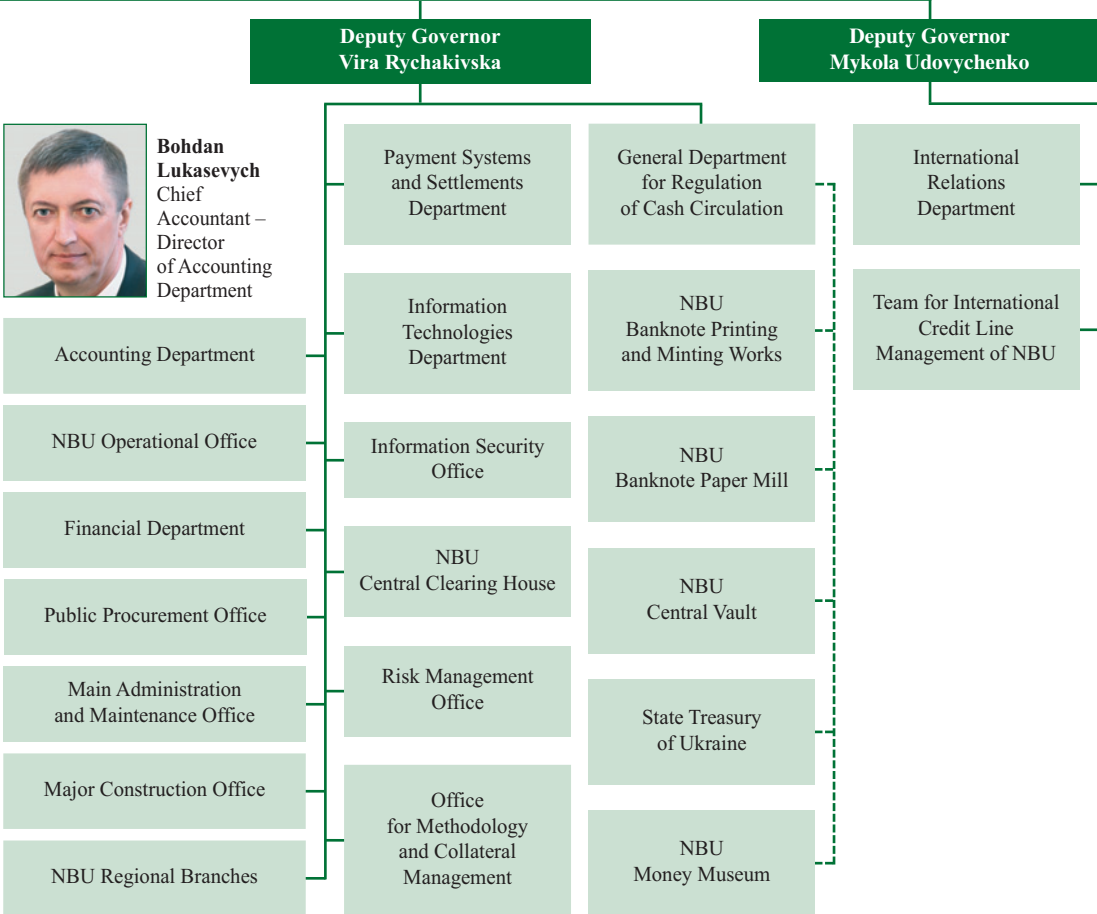 Deputy Governor
Vira Rychakivska
Deputy Governor
Mykola Udovychenko
Bohdan
Lukasevych
Chief
Accountant –
Director
of Accounting
Department
Accounting Department
NBU Operational Office
Financial Department
Public Procurement Office
Main Administration
and Maintenance Office
Major Construction Office
NBU Regional Branches
Payment Systems
and Settlements
Department
Information
Technologies
Department
Information Security
Office
NBU
Central Clearing House
Risk Management
Office
Office
for Methodology
and Collateral
Management
General Department
for Regulation
of Cash Circulation
NBU
Banknote Printing
and Minting Works
NBU
Banknote Paper Mill
NBU
Central Vault
State Treasury
of Ukraine
NBU
Money Museum
International
Relations
Department
Team for International
Credit Line
Management of NBU